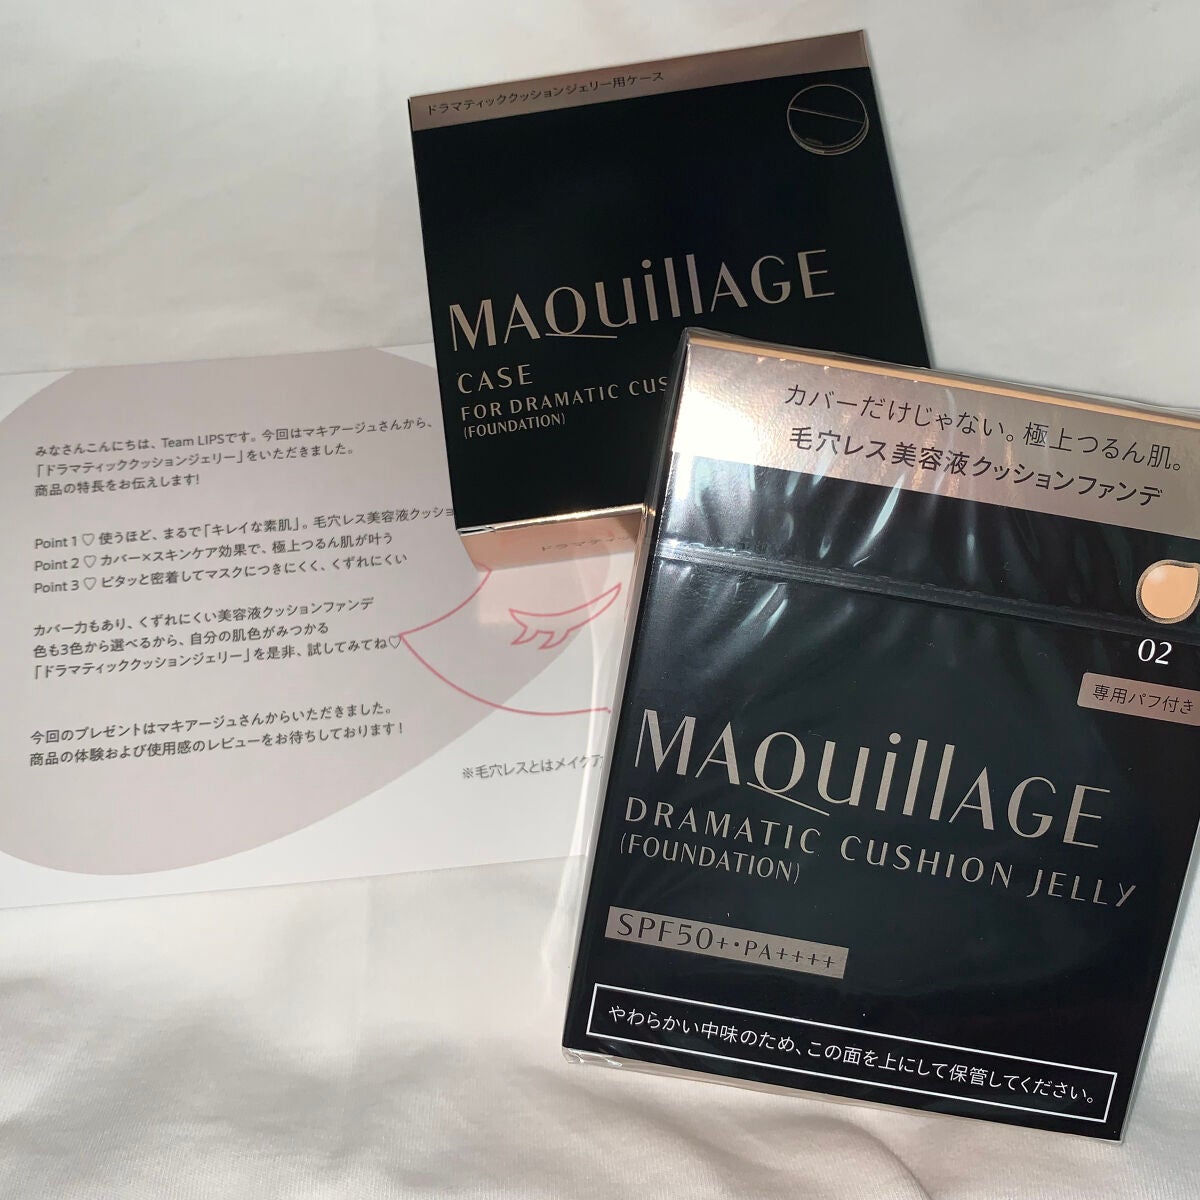 ドラマティッククッションジェリー用ケース
MAQuillAGE
CASE
FOR DRAMATIC CUS
(FOUNDATION)
ドラマティッ
みなさんこんにちは、Team LIPSです。今回はマキアージュさんから、
「ドラマティッククッションジェリー」をいただきました。
商品の特長をお伝えします!
Point 1 ♡ 使うほど、まるで「キレイな素肌」。毛穴レス美容液クッショ
Point 2 ♡ カバー×スキンケア効果で、極上つるん肌が叶う
Point 3 ♡ ピタッと密着してマスクにつきにくく、くずれにくい
カバー力もあり、くずれにくい美容液クッションファンデ
色も3色から選べるから、自分の肌色がみつかる
「ドラマティッククッションジェリー」を是非、試してみてね♡
今回のプレゼントはマキアージュさんからいただきました。
商品の体験および使用感のレビューをお待ちしております!
※毛穴レスとはメイクア
カバーだけじゃない。極上つるん肌。
毛穴レス美容液クッションファンデ
02
専用パフ付き
MAQuillAGE
DRAMATIC CUSHION JELLY
(FOUNDATION)
SPF50+・PA++++
やわらかい中味のため、この面を上にして保管してください。